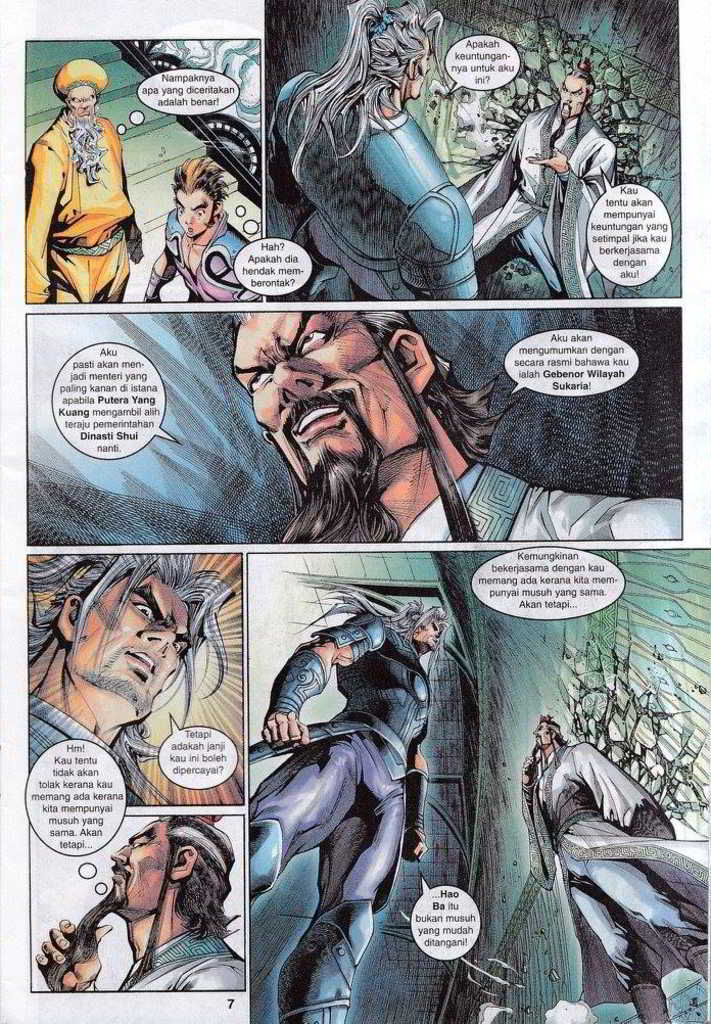 Nampaknya
apa yang diceritakan
adalah benar!
Hah?
Apakah dia
hendak mem-
berontak?
Apakah
keuntungan-
nya untuk aku
ini?
Kau
tentu akan
mempunyai
keuntungan yang
setimpal jika kau
berkerjasama
dengan
aku!
Aku
pasti akan men-
jadi menteri yang
paling kanan di istana
apabila Putera Yang
Kuang mengambil alih
teraju pemerintahan
Dinasti Shui
nanti.
Aku akan
mengumumkan dengan
secara rasmi bahawa kau
ialah Gebenor Wilayah
Sukaria!
Tetapi
adakah janji
kau ini boleh
dipercayai?
Hm!
Kau tentu
tidak akan
tolak kerana kau
memang ada kerana
kita mempunyai
musuh yang
sama. Akan
tetapi...
Kemungkinan
bekerjasama dengan kau
memang ada kerana kita mem-
punyai musuh yang sama.
Akan tetapi...
...Hao
Ba itu
bukan musuh
yang mudah
ditangani!
7